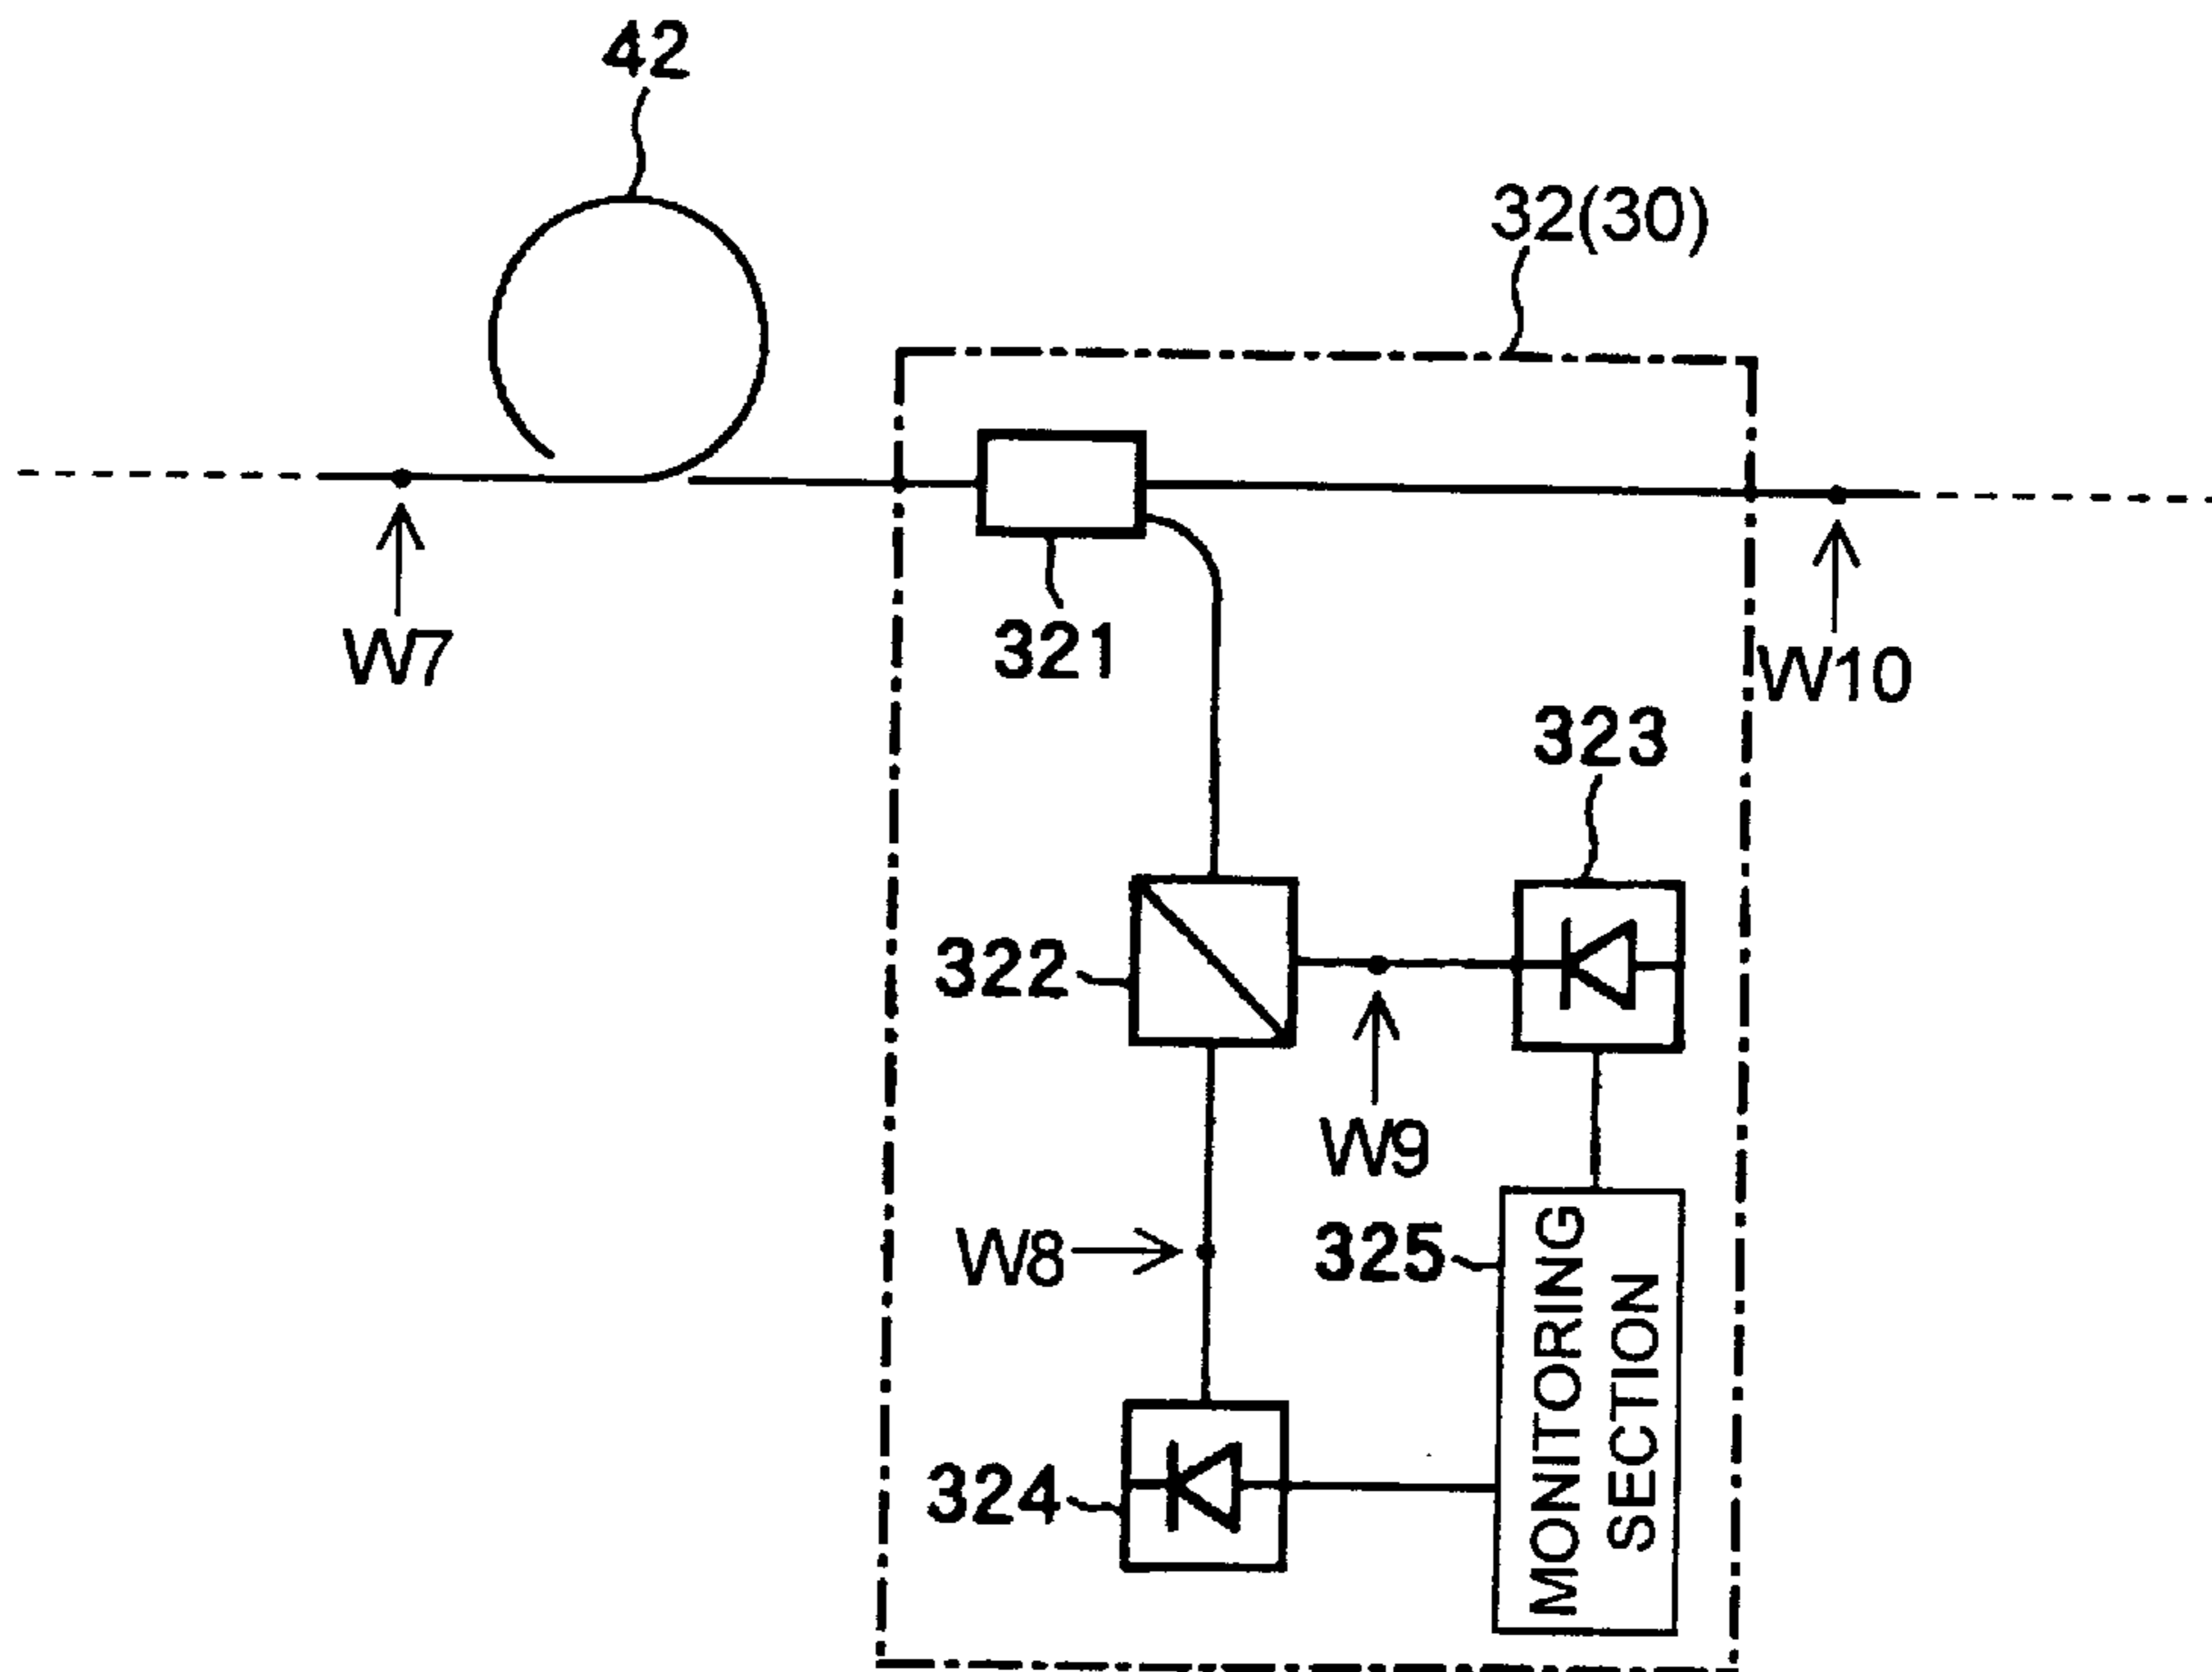 42
32(30)
W7
321
W10
323
322
W9
W8
325
MONITORING
SECTION
324